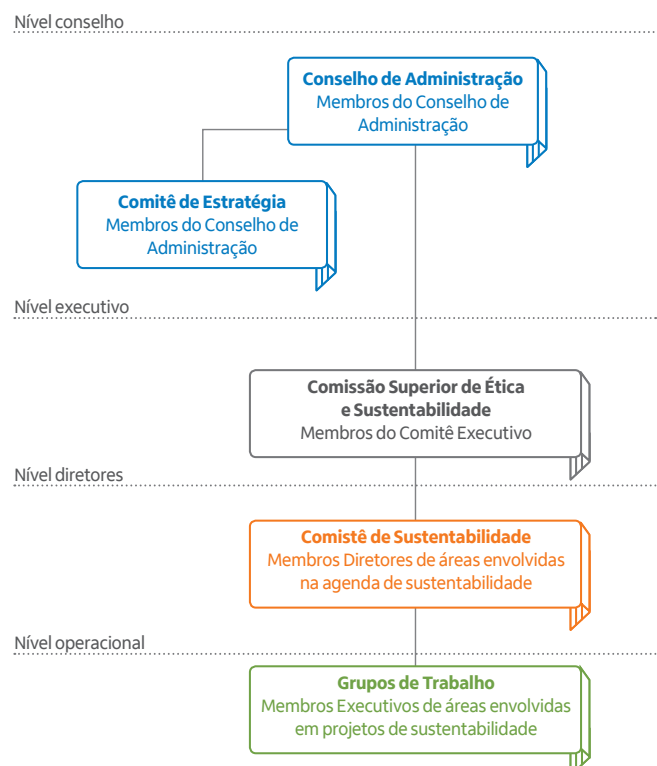 Nível conselho
Conselho de Administração
Membros do Conselho de
Administração
Comitê de Estratégia
Membros do Conselho de
Administração
Nível executivo
Comissão Superior de Ética
e Sustentabilidade
Membros do Comitê Executivo
Nível diretores
Comistê de Sustentabilidade
Membros Diretores de áreas envolvidas
na agenda de sustentabilidade
Nível operacional
Grupos de Trabalho
Membros Executivos de áreas envolvidas
em projetos de sustentabilidade